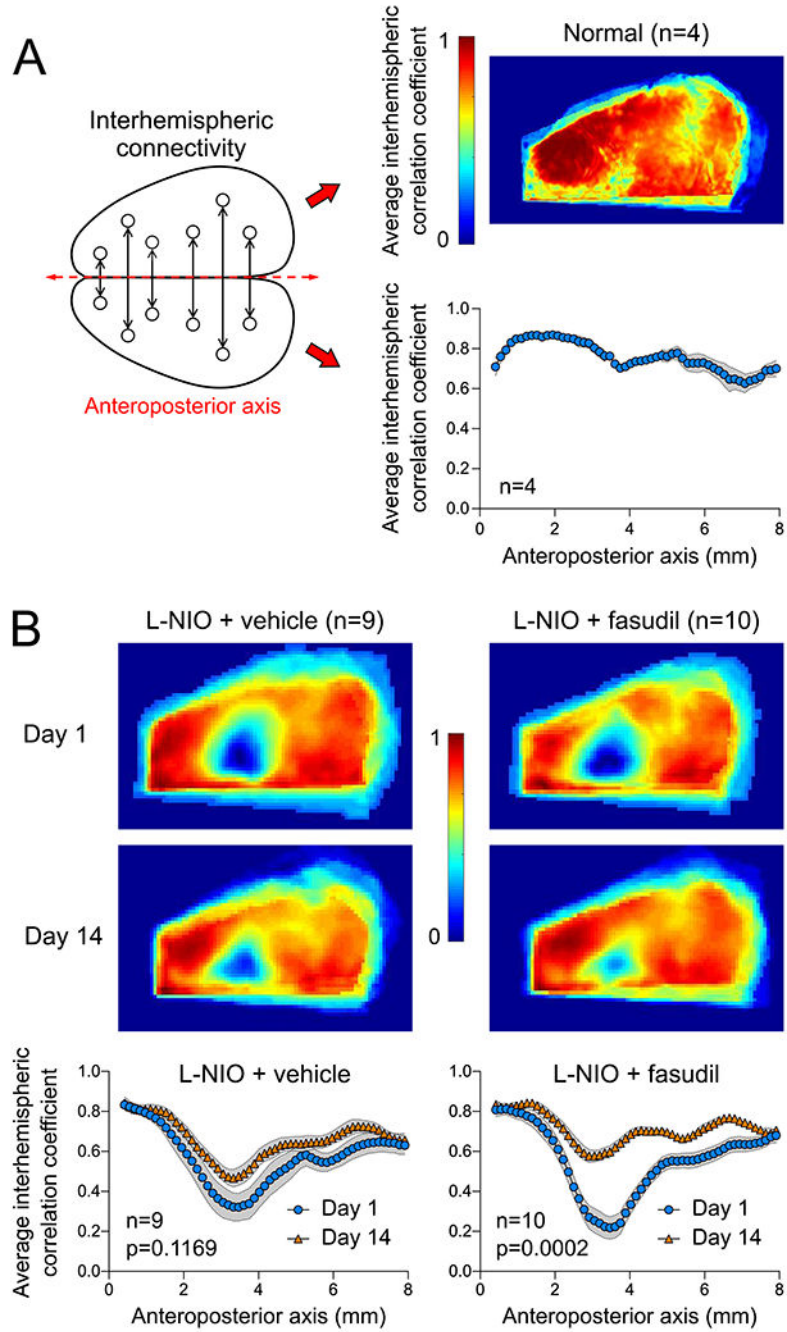 A
Interhemispheric
connectivity
Anteroposterior axis
Normal (n=4)
Average interhemispheric
correlation coefficient
1
0
Average interhemispheric
correlation coefficient
1.0
0.8
0.6
0.4
0.2
0.0
n=4
0 2 4 6 8
Anteroposterior axis (mm)
B
L-NIO + vehicle (n=9)
L-NIO + fasudil (n=10)
Day 1
1
0
Day 14
Average interhemispheric
correlation coefficient
L-NIO + vehicle
1.0
0.8
0.6
0.4
0.2
0.0
n=9
p=0.1169
Day 1
Day 14
0 2 4 6 8
Anteroposterior axis (mm)
L-NIO + fasudil
1.0
0.8
0.6
0.4
0.2
0.0
n=10
p=0.0002
Day 1
Day 14
0 2 4 6 8
Anteroposterior axis (mm)